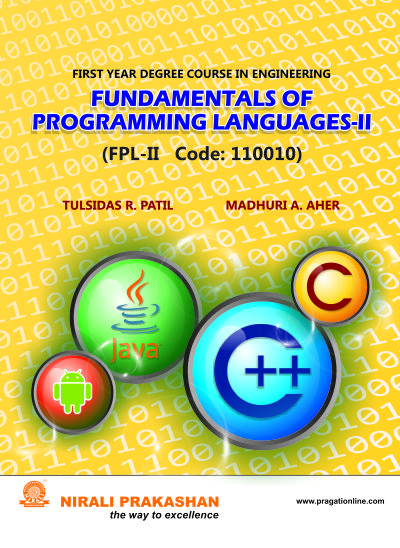 FIRST YEAR DEGREE COURSE IN ENGINEERING
FUNDAMENTALS OF
PROGRAMMING LANGUAGES-II
(FPL-II Code: 110010)
TULSIDAS R. PATIL MADHURI A. AHER
C
Java
C++
NIRALI PRAKASHAN
the way to excellence
www.pragationline.com